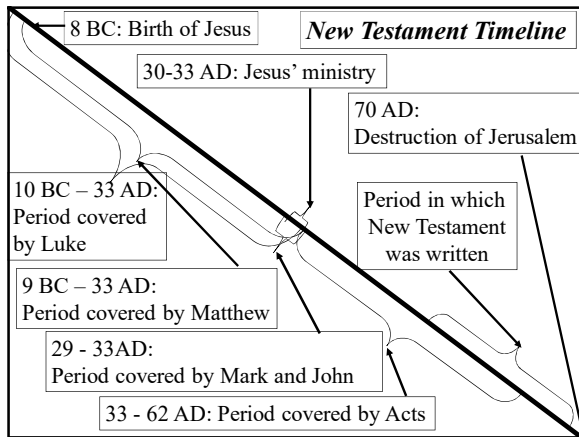 8 BC: Birth of Jesus
New Testament Timeline
30-33 AD: Jesus’ ministry
70 AD:
Destruction of Jerusalem
10 BC – 33 AD:
Period covered
by Luke
Period in which
New Testament
was written
9 BC – 33 AD:
Period covered by Matthew
29 - 33AD:
Period covered by Mark and John
33 - 62 AD: Period covered by Acts